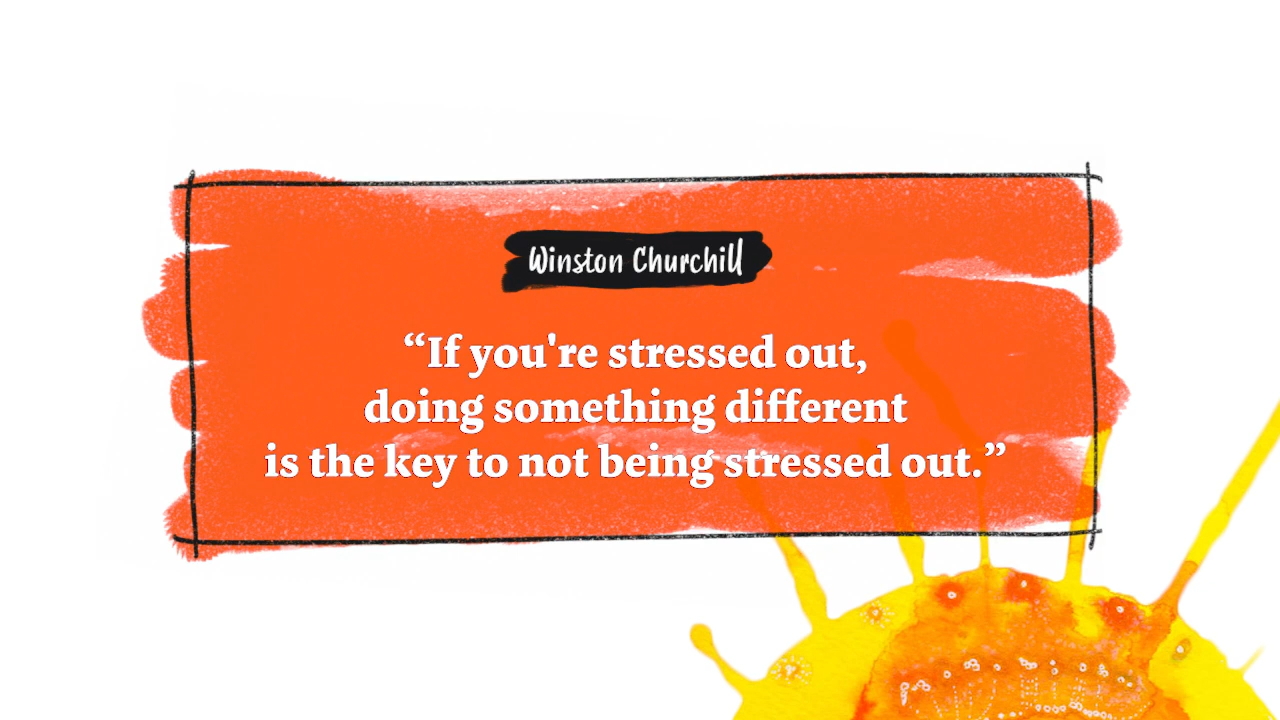 Winston Churchill
“If you're stressed out,
doing something different
is the key to not being stressed out.”